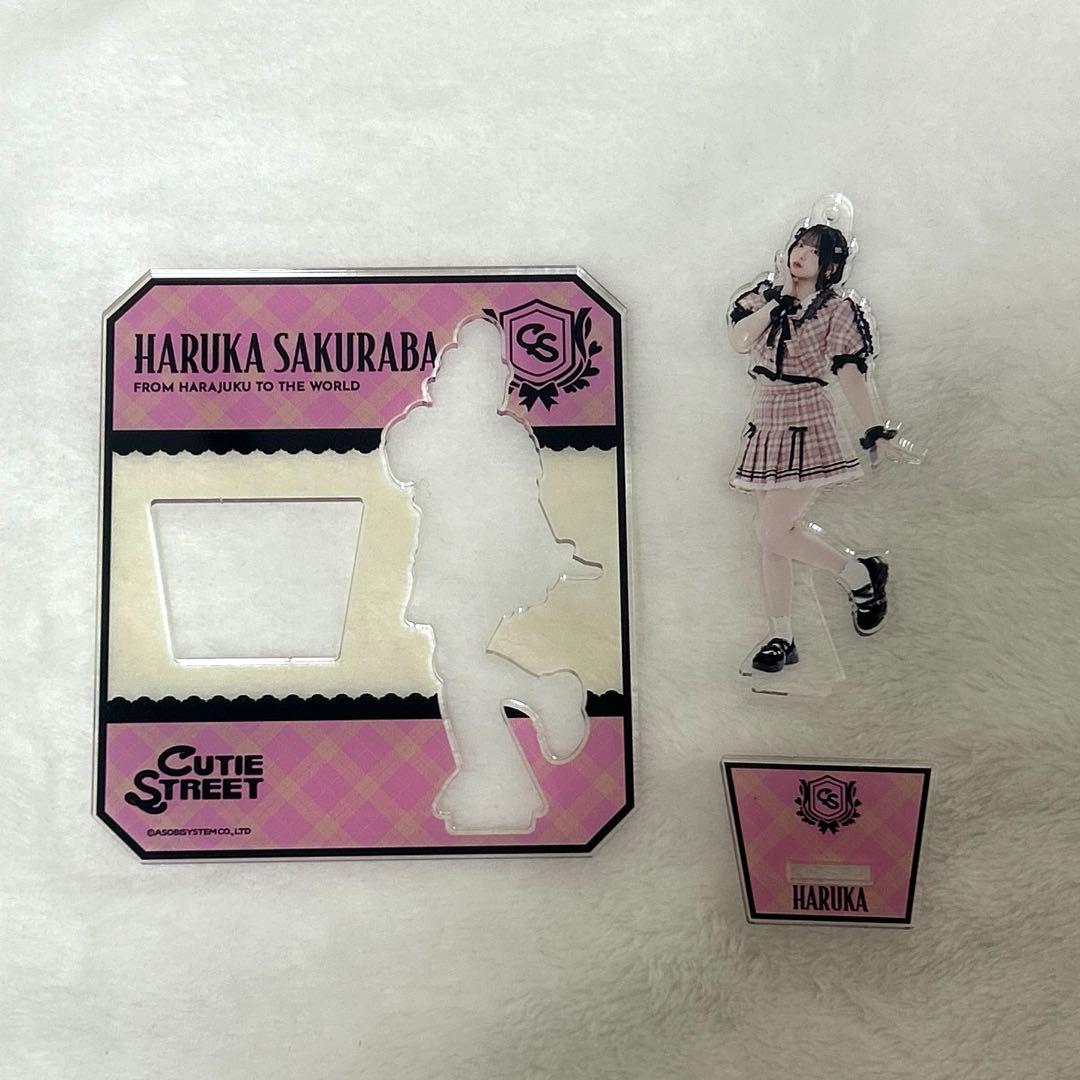 HARUKA SAKURABA
FROM HARAJUKU TO THE WORLD
CS
CUTIE
STREET
©ASOBISYSTEM CO.,LTD
CS
HARUKA